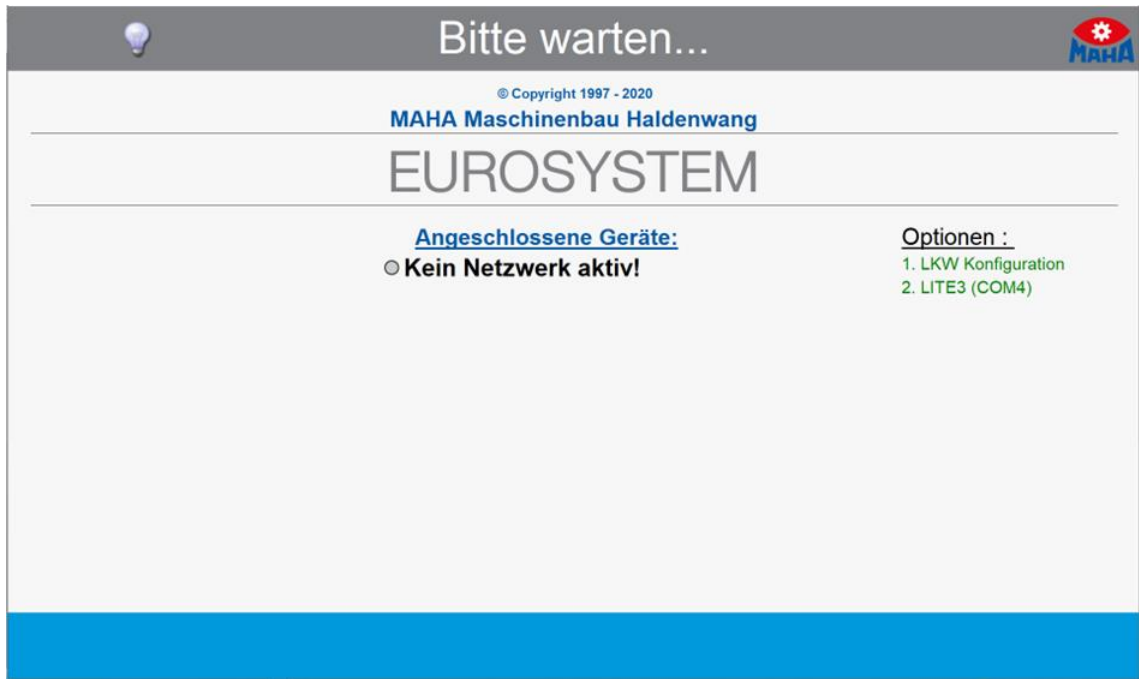 Bitte warten...
MAHA
© Copyright 1997 - 2020
MAHA Maschinenbau Haldenwang
EUROSYSTEM
Angeschlossene Geräte:
Kein Netzwerk aktiv!
Optionen :
1. LKW Konfiguration
2. LITE3 (COM4)